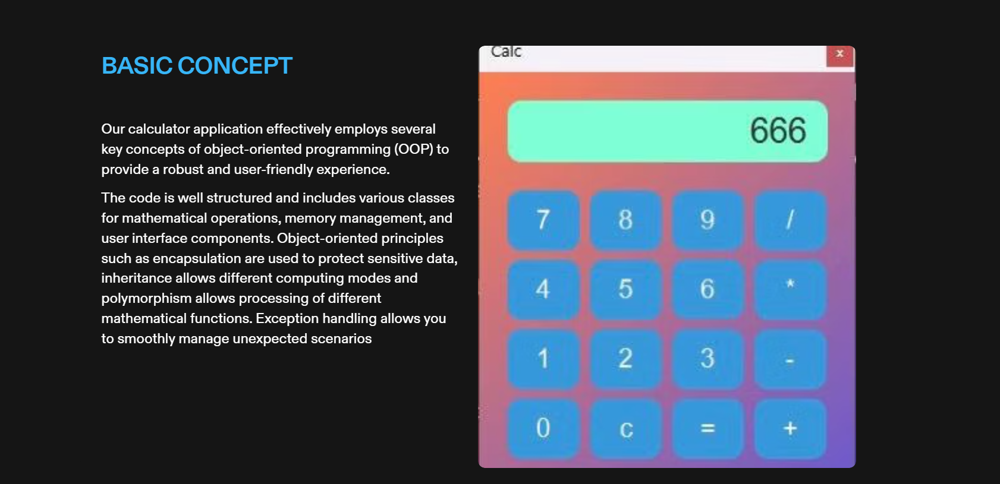 BASIC CONCEPT
Our calculator application effectively employs several
key concepts of object-oriented programming (OOP) to
provide a robust and user-friendly experience.
The code is well structured and includes various classes
for mathematical operations, memory management, and
user interface components. Object-oriented principles
such as encapsulation are used to protect sensitive data,
inheritance allows different computing modes and
polymorphism allows processing of different
mathematical functions. Exception handling allows you
to smoothly manage unexpected scenarios
Calc x
666
7 8 9 /
4 5 6 *
1 2 3 -
0 c = +